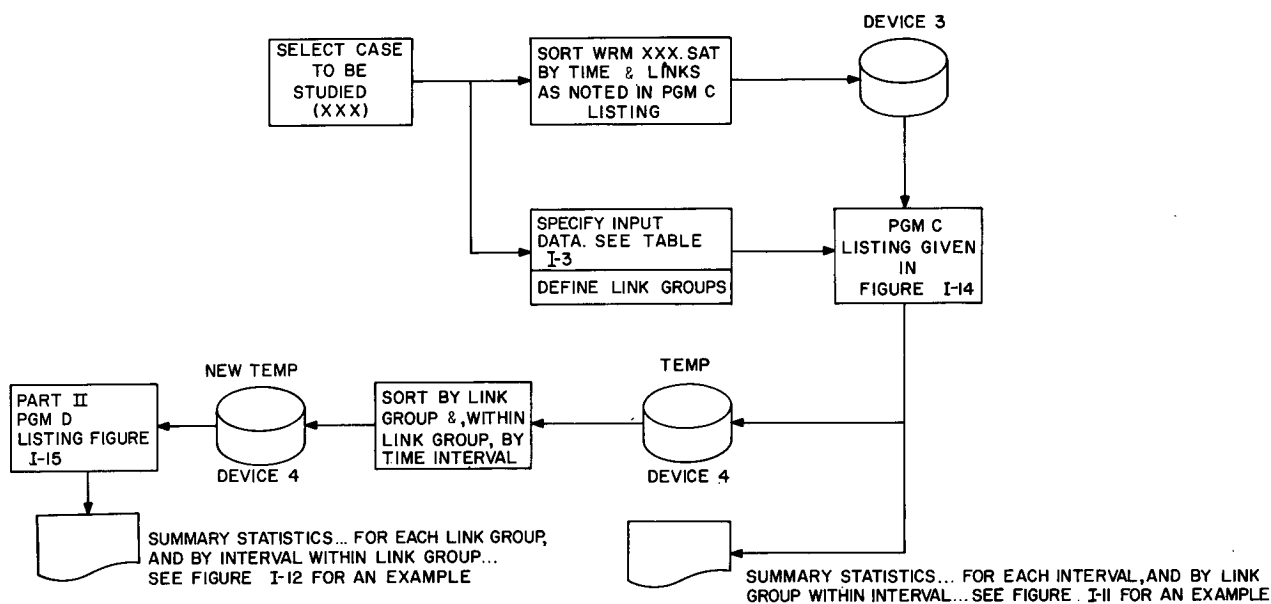 DEVICE 3
SELECT CASE
TO BE
STUDIED
(XXX)
SORT WRM XXX. SAT
BY TIME & LINKS
AS NOTED IN PGM C
LISTING
SPECIFY INPUT
DATA. SEE TABLE
I-3
DEFINE LINK GROUPS
PGM C
LISTING GIVEN
IN
FIGURE I-14
NEW TEMP
TEMP
PART II
PGM D
LISTING FIGURE
I-15
SORT BY LINK
GROUP &, WITHIN
LINK GROUP, BY
TIME INTERVAL
DEVICE 4
DEVICE 4
SUMMARY STATISTICS... FOR EACH LINK GROUP,
AND BY INTERVAL WITHIN LINK GROUP...
SEE FIGURE I-12 FOR AN EXAMPLE
SUMMARY STATISTICS... FOR EACH INTERVAL, AND BY LINK
GROUP WITHIN INTERVAL... SEE FIGURE. I-11 FOR AN EXAMPLE